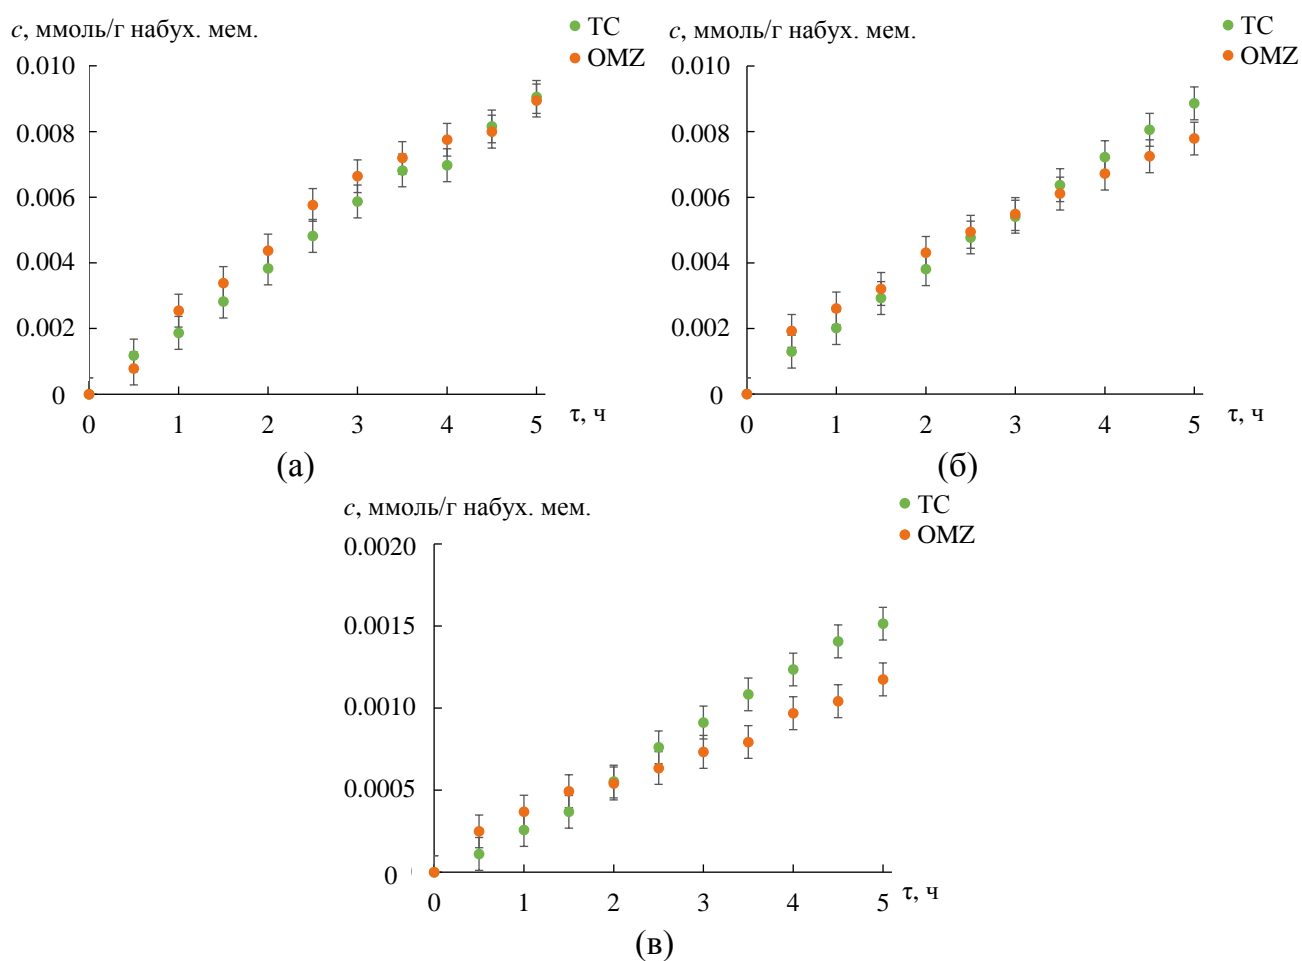 c, ммоль/г набух. мем.
TC
OMZ
0.010
0.008
0.006
0.004
0.002
0
0 1 2 3 4 5 τ, ч
(а)
c, ммоль/г набух. мем.
TC
OMZ
0.010
0.008
0.006
0.004
0.002
0
0 1 2 3 4 5 τ, ч
(б)
c, ммоль/г набух. мем.
TC
OMZ
0.0020
0.0015
0.0010
0.0005
0
0 1 2 3 4 5 τ, ч
(в)